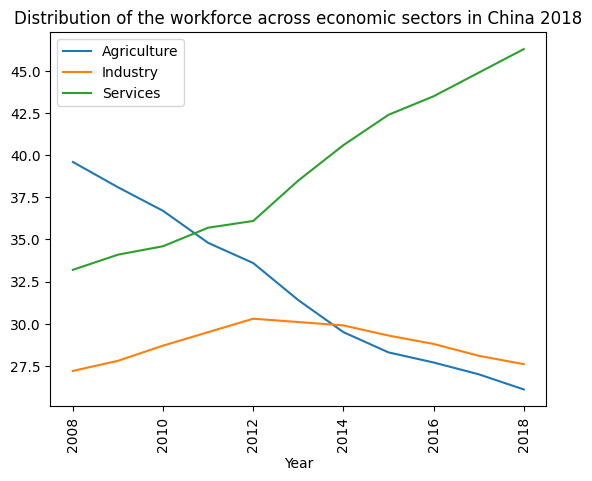 Distribution of the workforce across economic sectors in China 2018
Agriculture
Industry
Services
45.0
42.5
40.0
37.5
35.0
32.5
30.0
27.5
2008
2010
2012
2014
2016
2018
Year